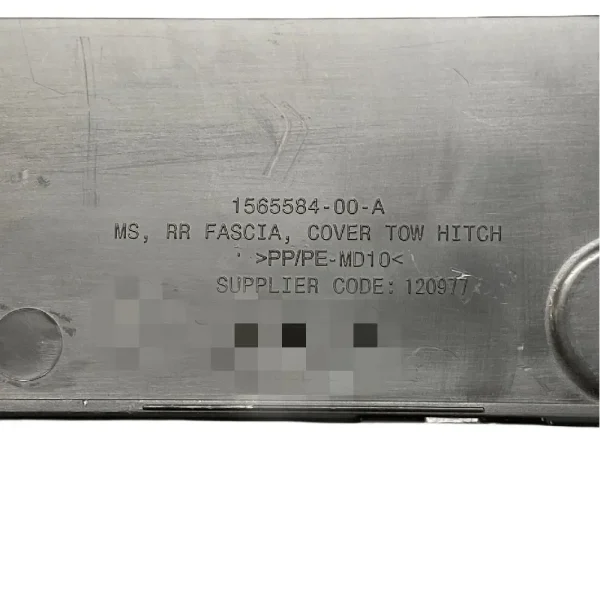 1565584-00-A
MS, RR FASCIA, COVER TOW HITCH
>PP/PE-MD10<
SUPPLIER CODE: 120977